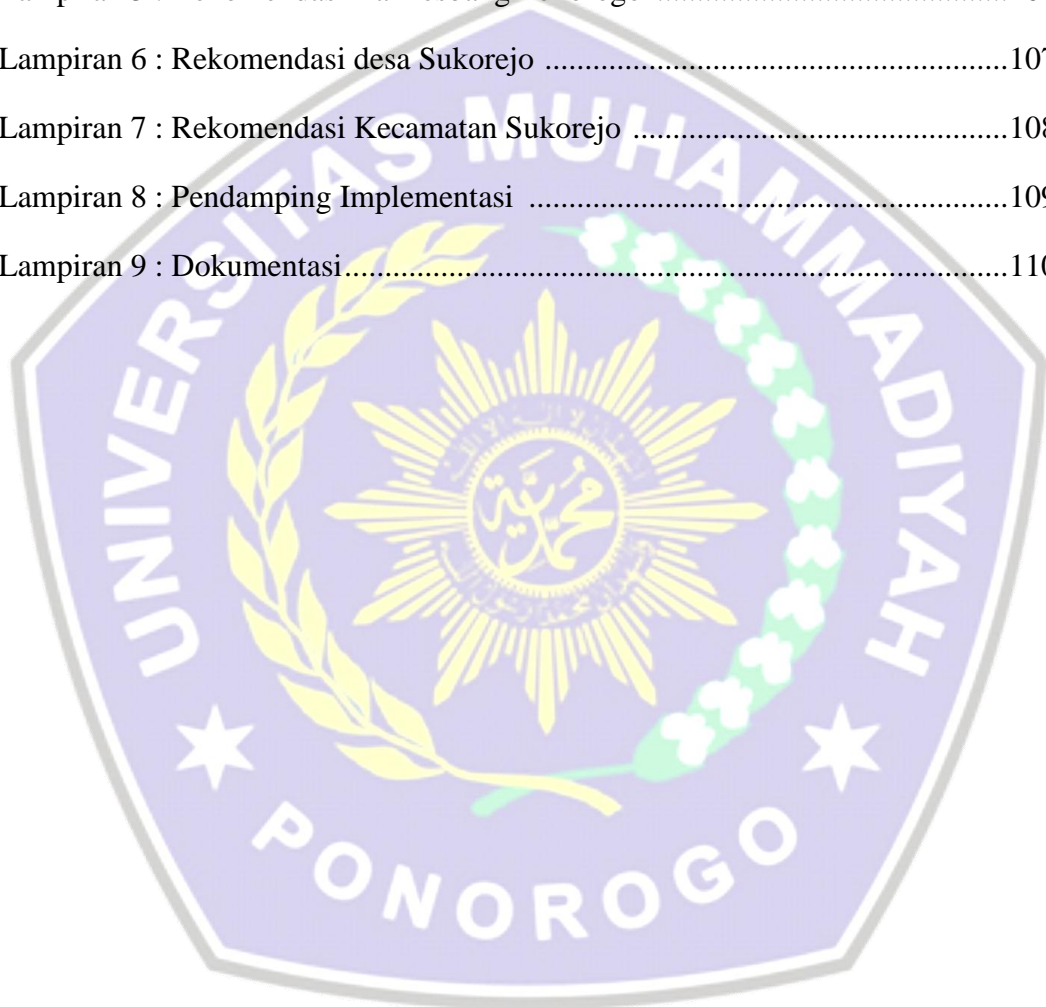 Lampiran 6 : Rekomendasi desa Sukorejo ..........................................................107
Lampiran 7 : Rekomendasi Kecamatan Sukorejo ...............................................108
Lampiran 8 : Pendamping Implementasi ............................................................109
Lampiran 9 : Dokumentasi...................................................................................110
UNIVERSITAS MUHAMMADIYAH
محمدية
PONOROGO